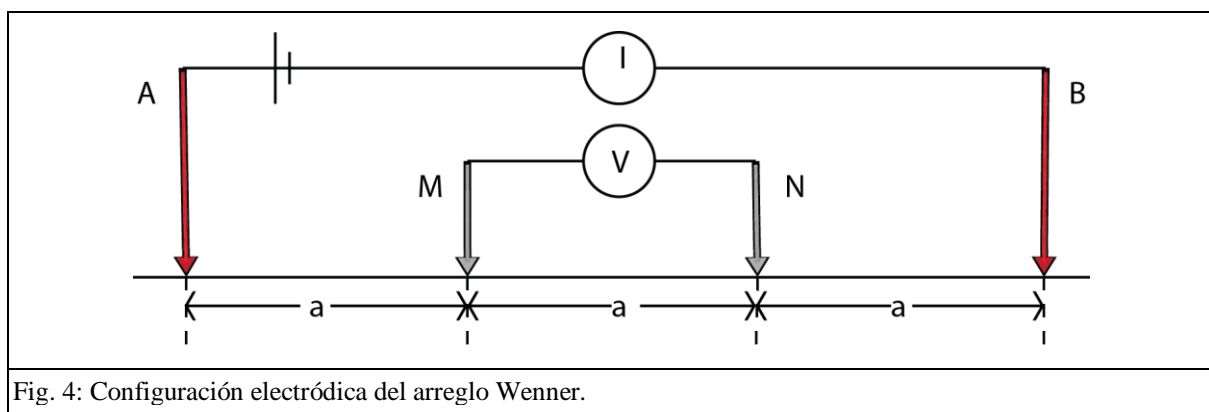 I
A
B
V
M
N
a
a
a
Fig. 4: Configuración electródica del arreglo Wenner.